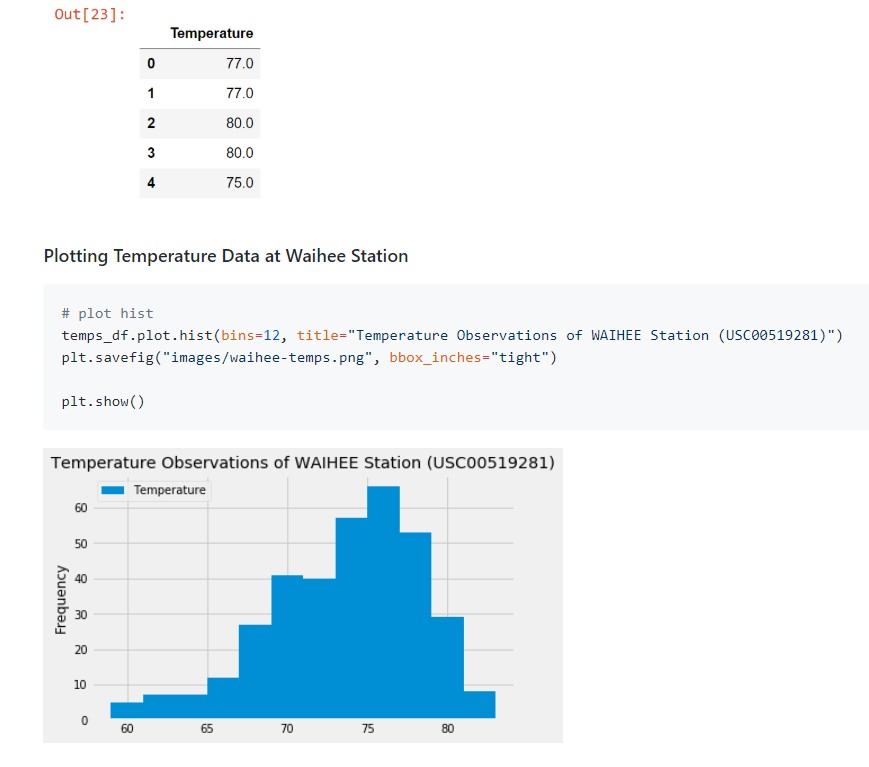 Out[23]:
Temperature
0 77.0
1 77.0
2 80.0
3 80.0
4 75.0
Plotting Temperature Data at Waihee Station
# plot hist
temps_df.plot.hist(bins=12, title="Temperature Observations of WAIHEE Station (USC00519281)")
plt.savefig("images/waihee-temps.png", bbox_inches="tight")
plt.show()
Temperature Observations of WAIHEE Station (USC00519281)
Temperature
Frequency
60
50
40
30
20
10
0
60 65 70 75 80